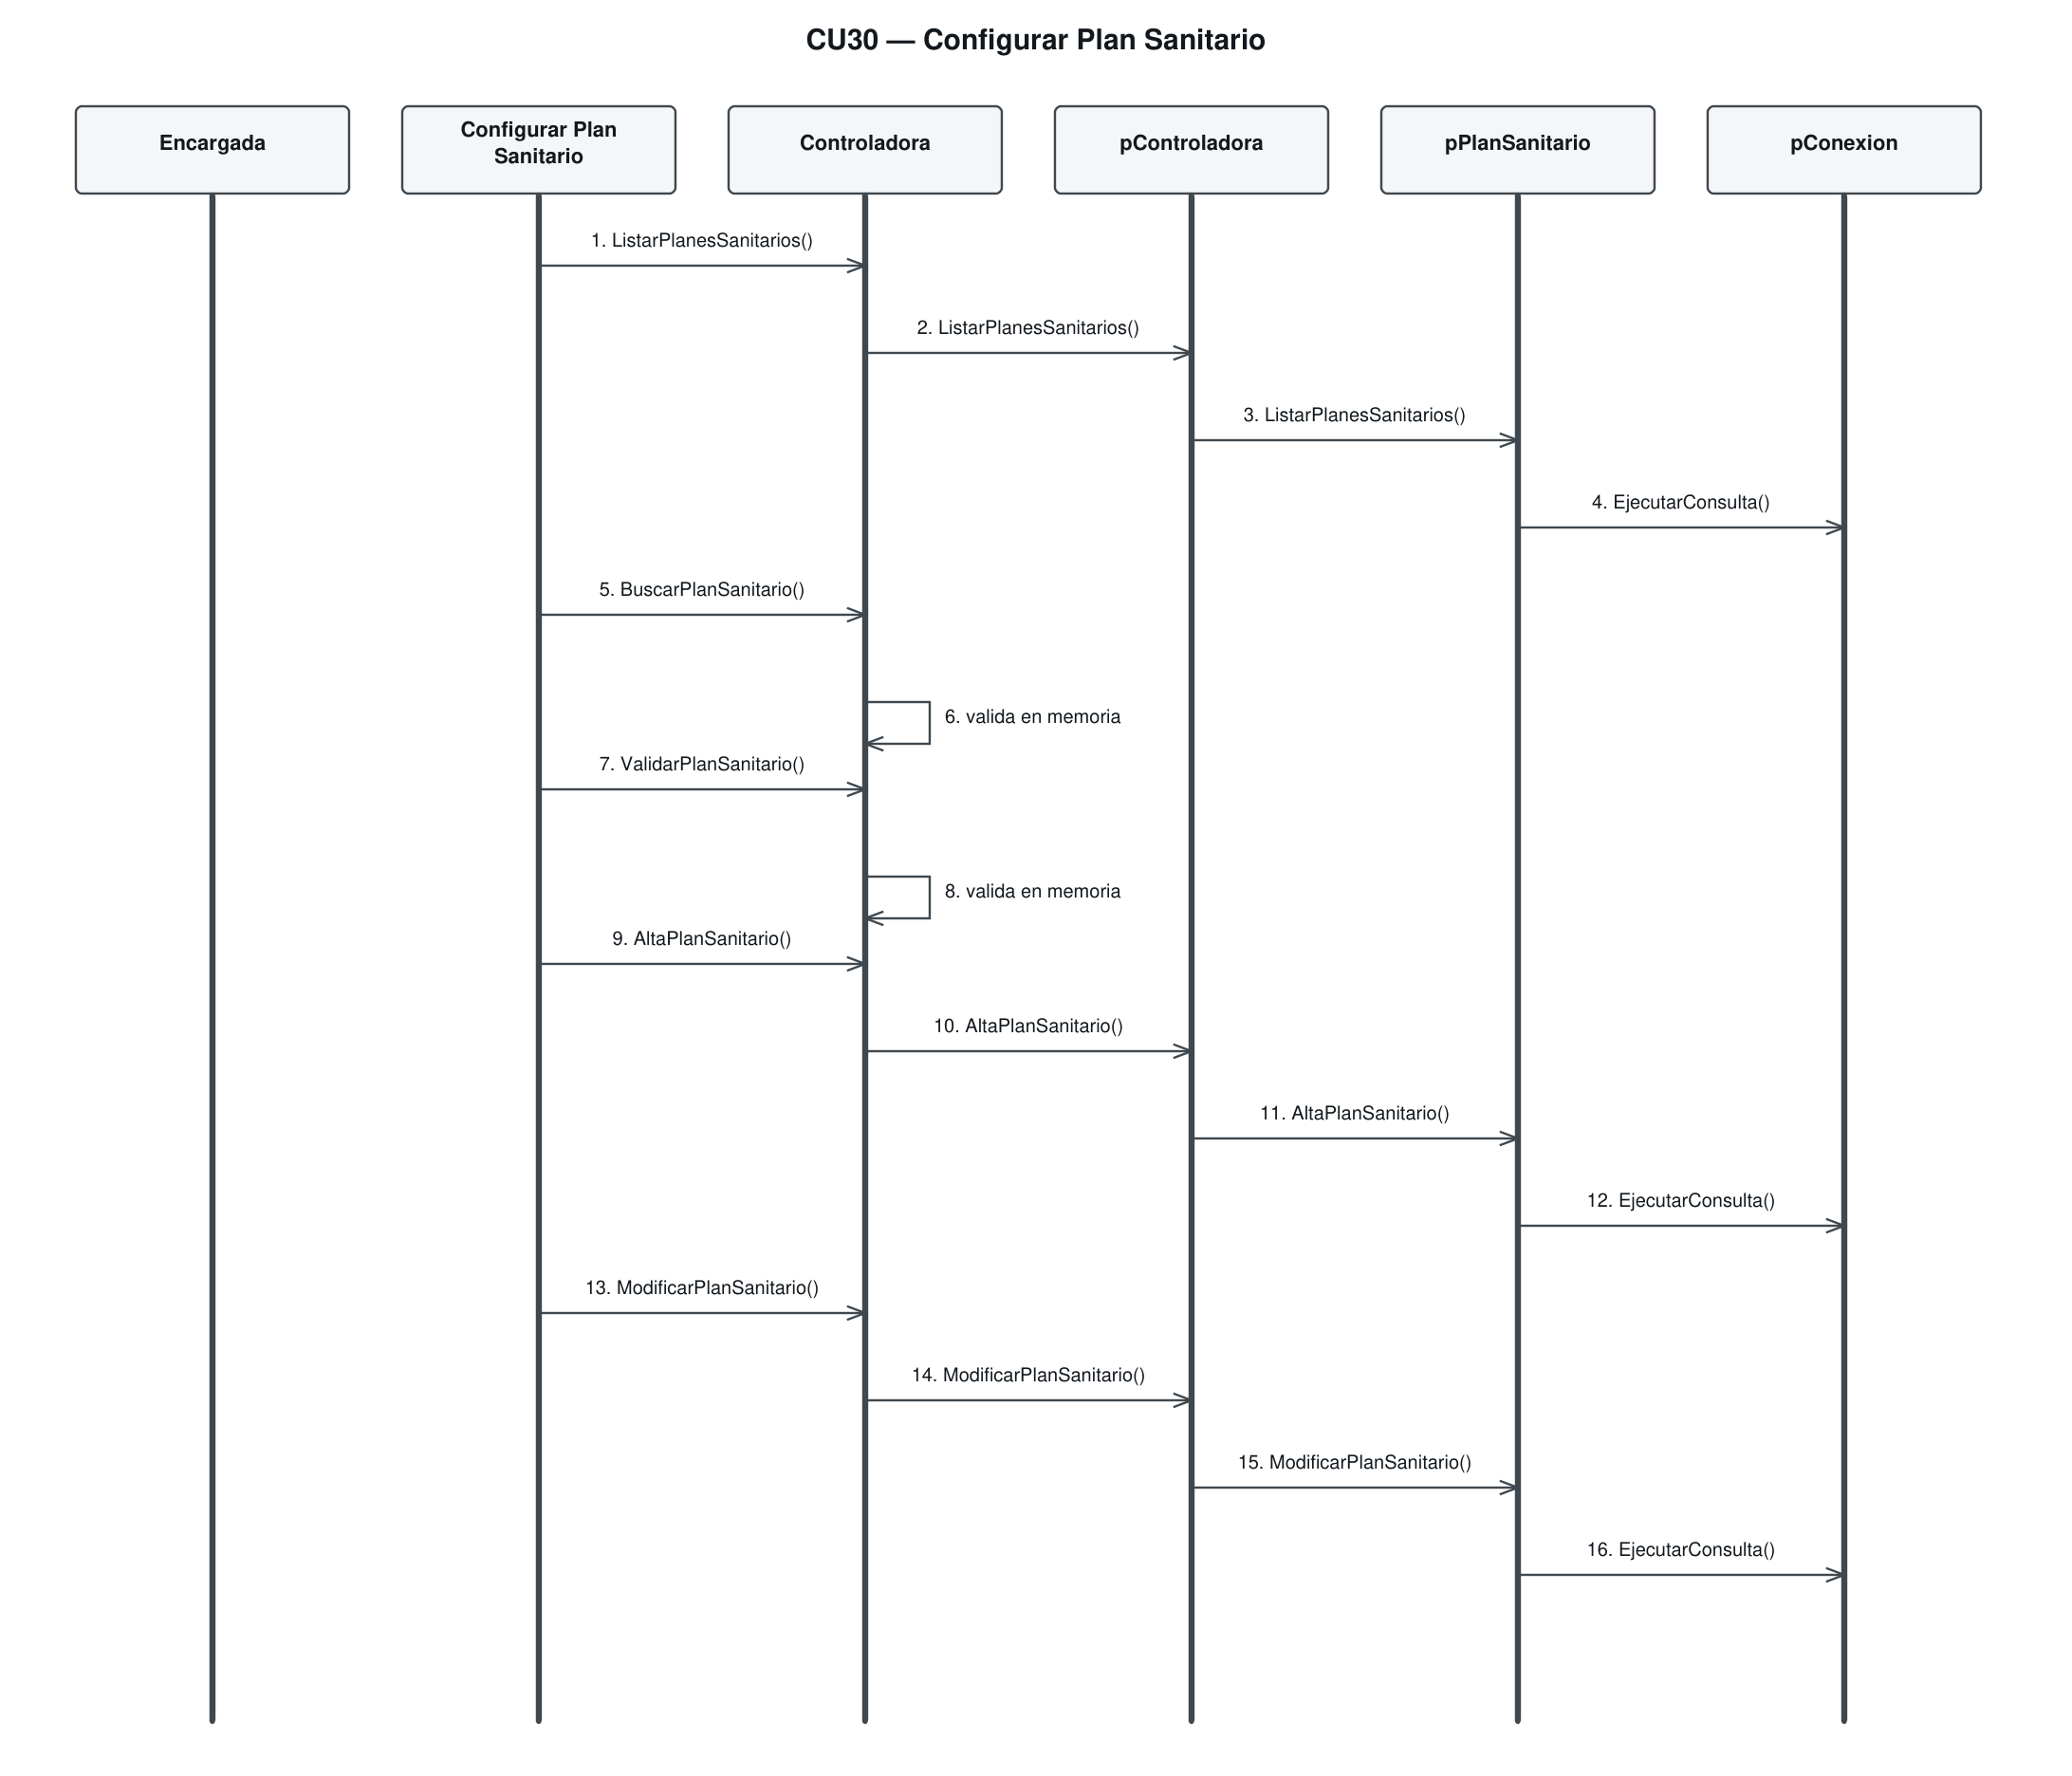 CU30 — Configurar Plan Sanitario
Encargada
Configurar Plan
Sanitario
Controladora
pControladora
pPlanSanitario
pConexion
1. ListarPlanesSanitarios()
2. ListarPlanesSanitarios()
3. ListarPlanesSanitarios()
4. EjecutarConsulta()
5. BuscarPlanSanitario()
6. valida en memoria
7. ValidarPlanSanitario()
8. valida en memoria
9. AltaPlanSanitario()
10. AltaPlanSanitario()
11. AltaPlanSanitario()
12. EjecutarConsulta()
13. ModificarPlanSanitario()
14. ModificarPlanSanitario()
15. ModificarPlanSanitario()
16. EjecutarConsulta()